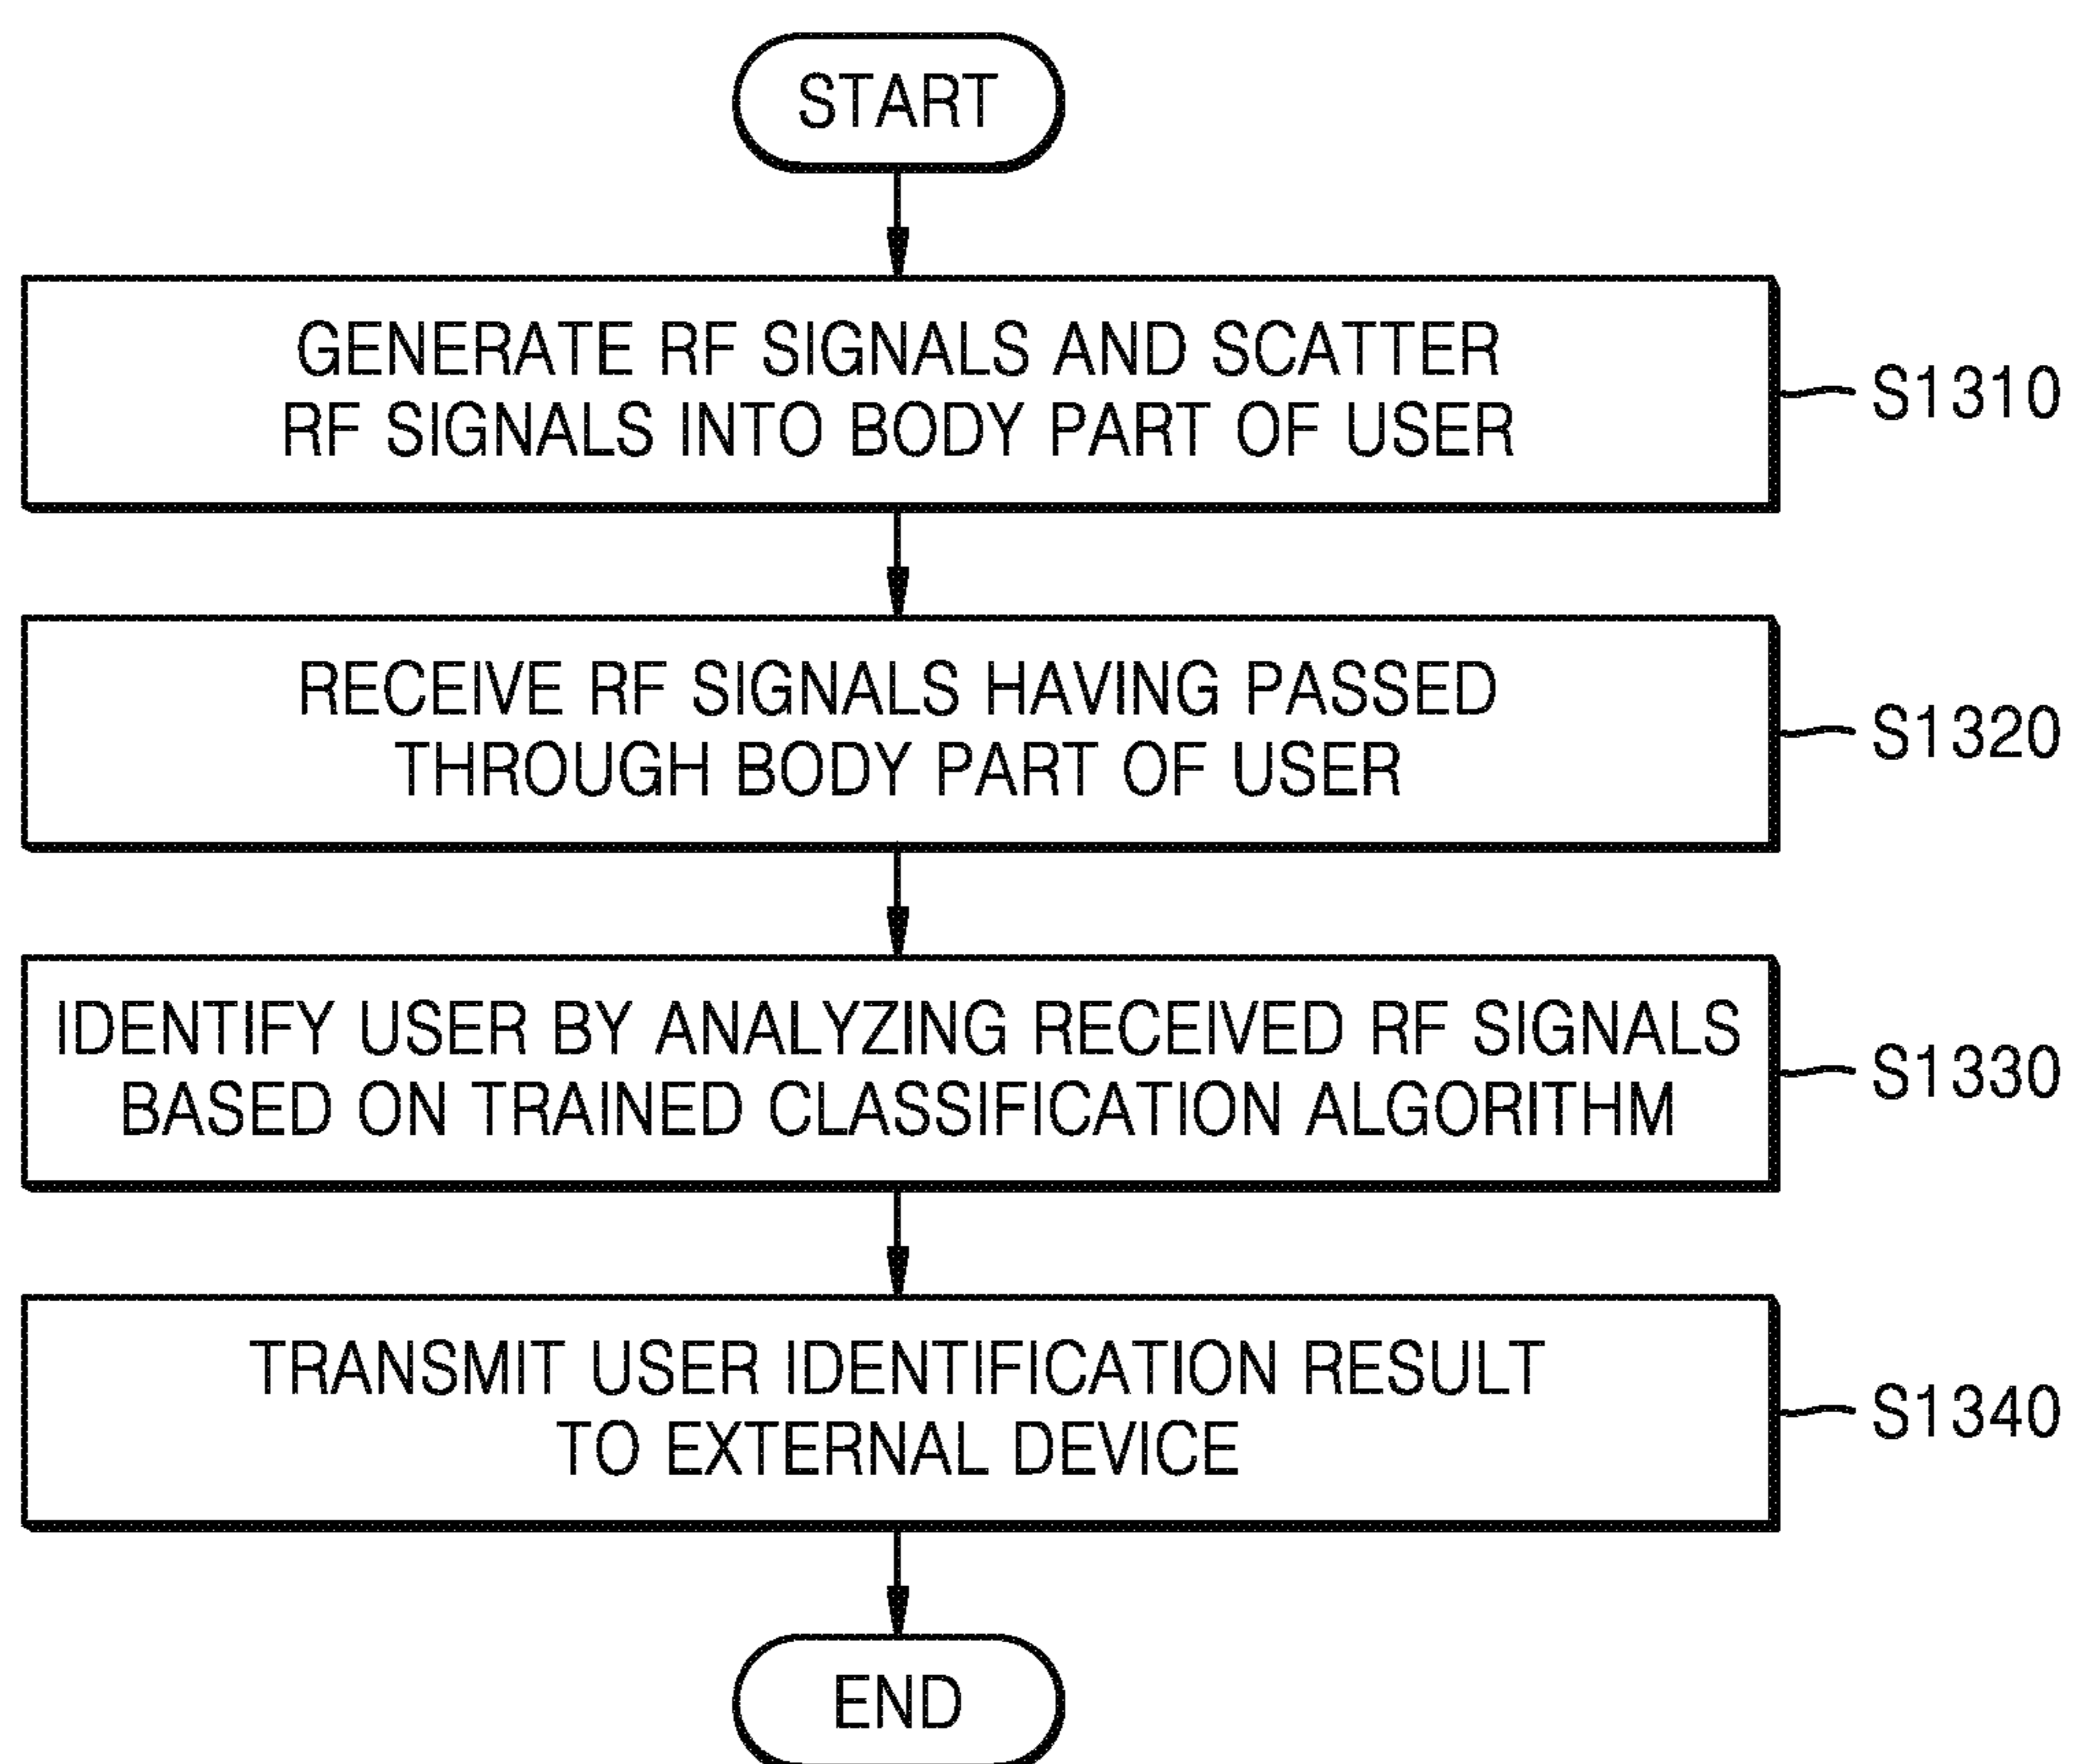 START
GENERATE RF SIGNALS AND SCATTER
RF SIGNALS INTO BODY PART OF USER
S1310
RECEIVE RF SIGNALS HAVING PASSED
THROUGH BODY PART OF USER
S1320
IDENTIFY USER BY ANALYZING RECEIVED RF SIGNALS
BASED ON TRAINED CLASSIFICATION ALGORITHM
S1330
TRANSMIT USER IDENTIFICATION RESULT
TO EXTERNAL DEVICE
S1340
END